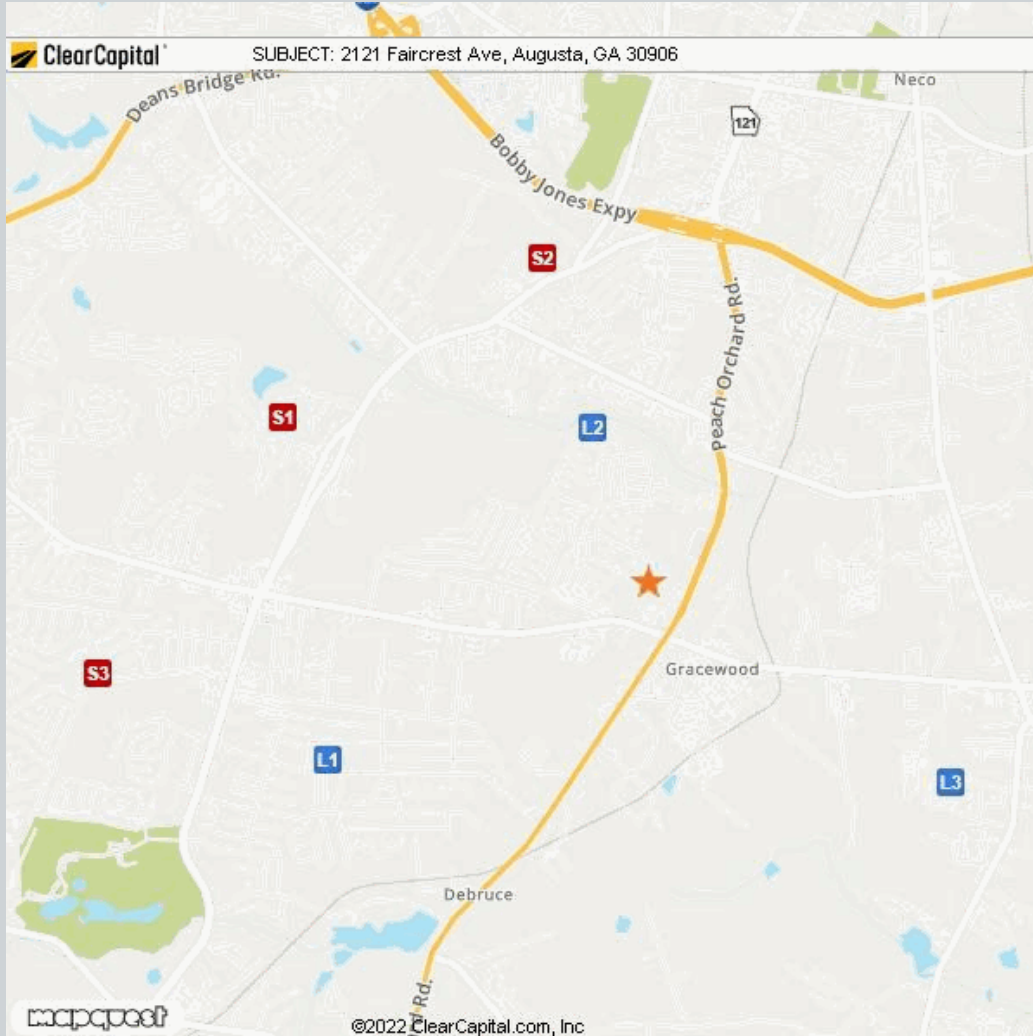 ClearCapital SUBJECT: 2121 Faircrest Ave, Augusta, GA 30906
Deans Bridge Rd.
Neco
121
Bobby Jones Expy
S2
Peach Orchard Rd.
S1
L2
Gracewood
S3
L1
L3
Debruce
Rd.
mapquest ©2022 ClearCapital.com, Inc